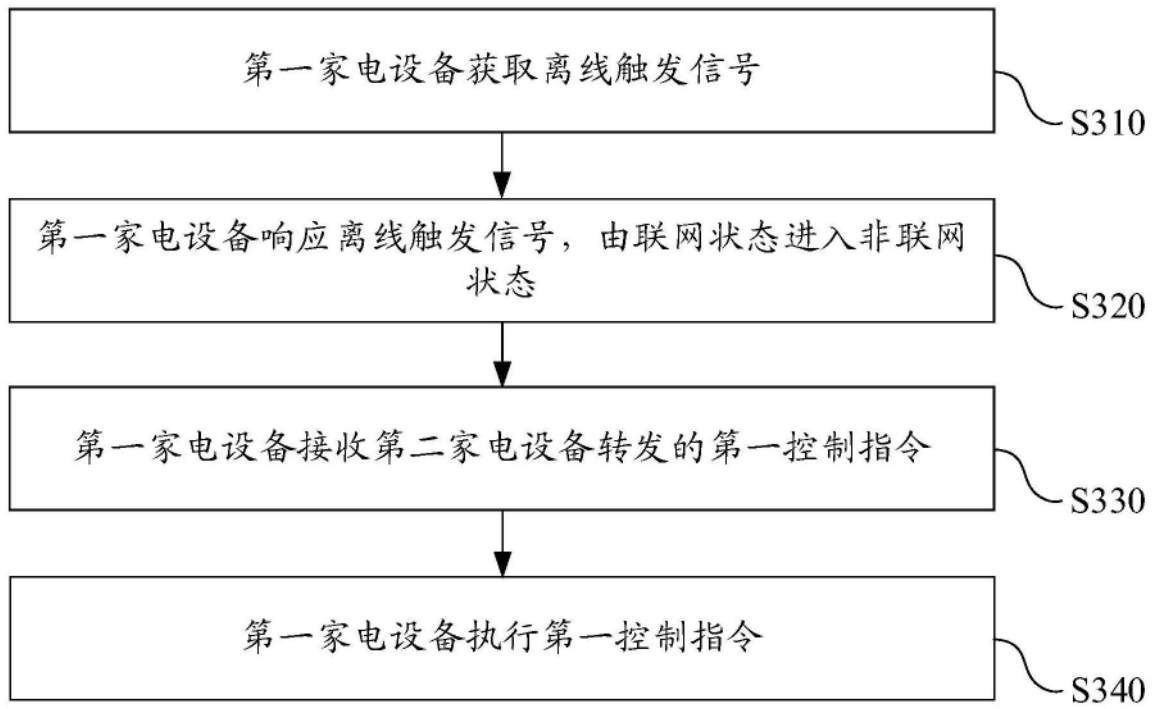 第一家电设备获取离线触发信号
S310
第一家电设备响应离线触发信号，由联网状态进入非联网
状态
S320
第一家电设备接收第二家电设备转发的第一控制指令
S330
第一家电设备执行第一控制指令
S340